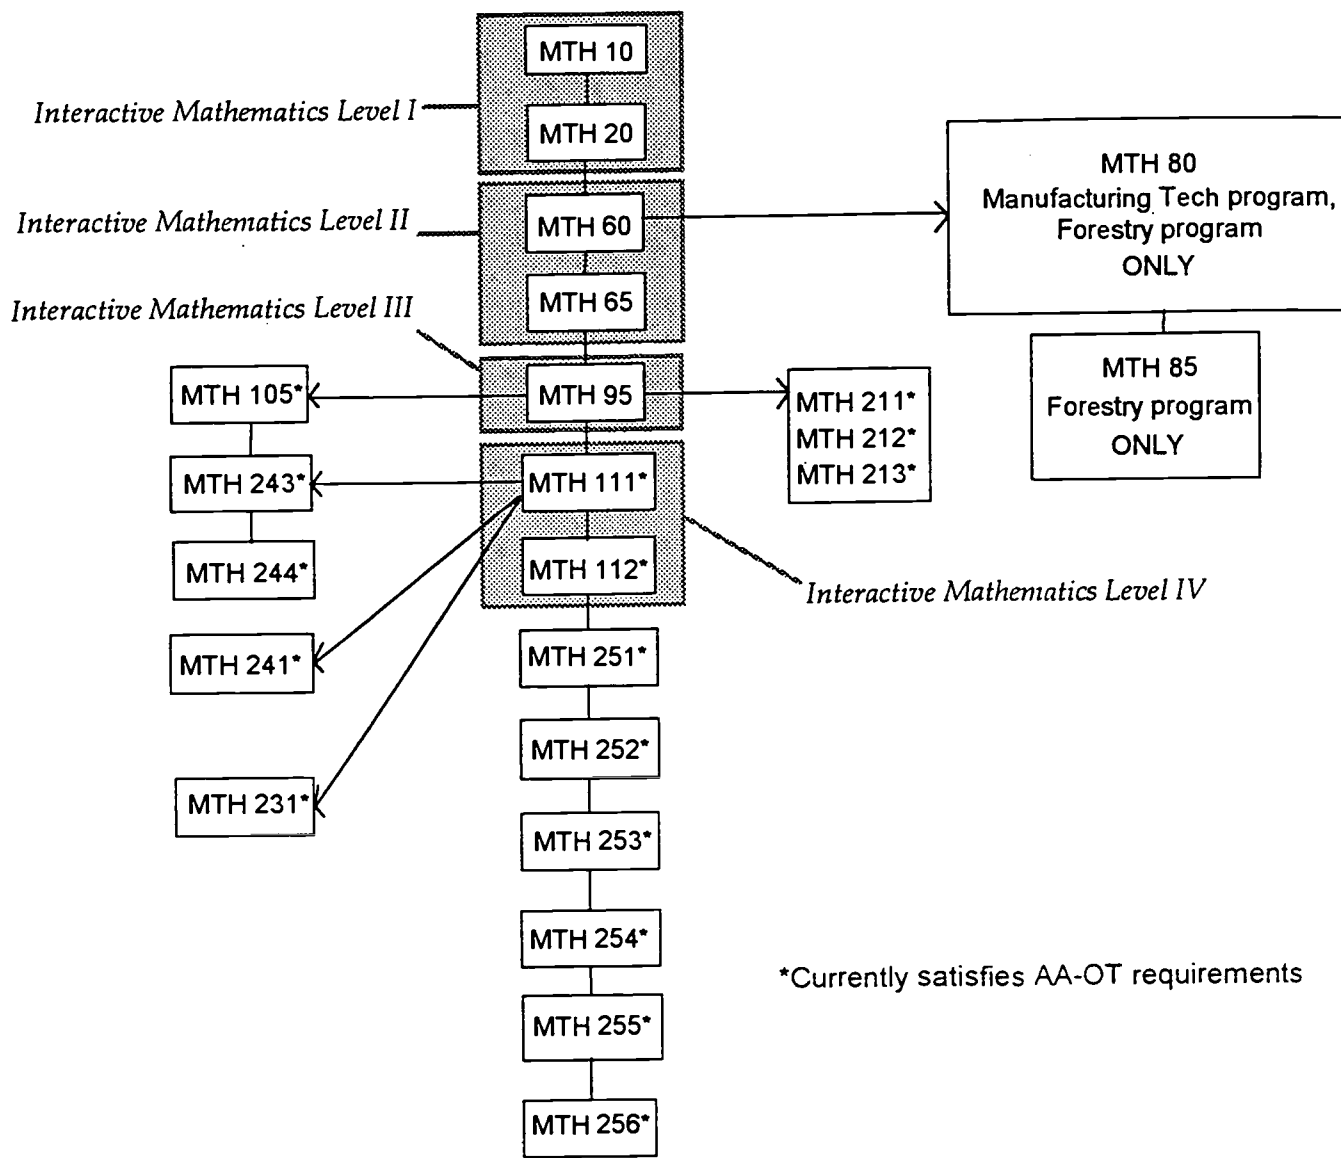 MTH 10
Interactive Mathematics Level I
MTH 20
MTH 80
Manufacturing Tech program,
Forestry program
ONLY
Interactive Mathematics Level II
MTH 60
MTH 65
Interactive Mathematics Level III
MTH 85
Forestry program
ONLY
MTH 105*
MTH 95
MTH 211*
MTH 212*
MTH 213*
MTH 243*
MTH 111*
MTH 244*
MTH 112*
Interactive Mathematics Level IV
MTH 241*
MTH 251*
MTH 252*
MTH 231*
MTH 253*
MTH 254*
*Currently satisfies AA-OT requirements
MTH 255*
MTH 256*